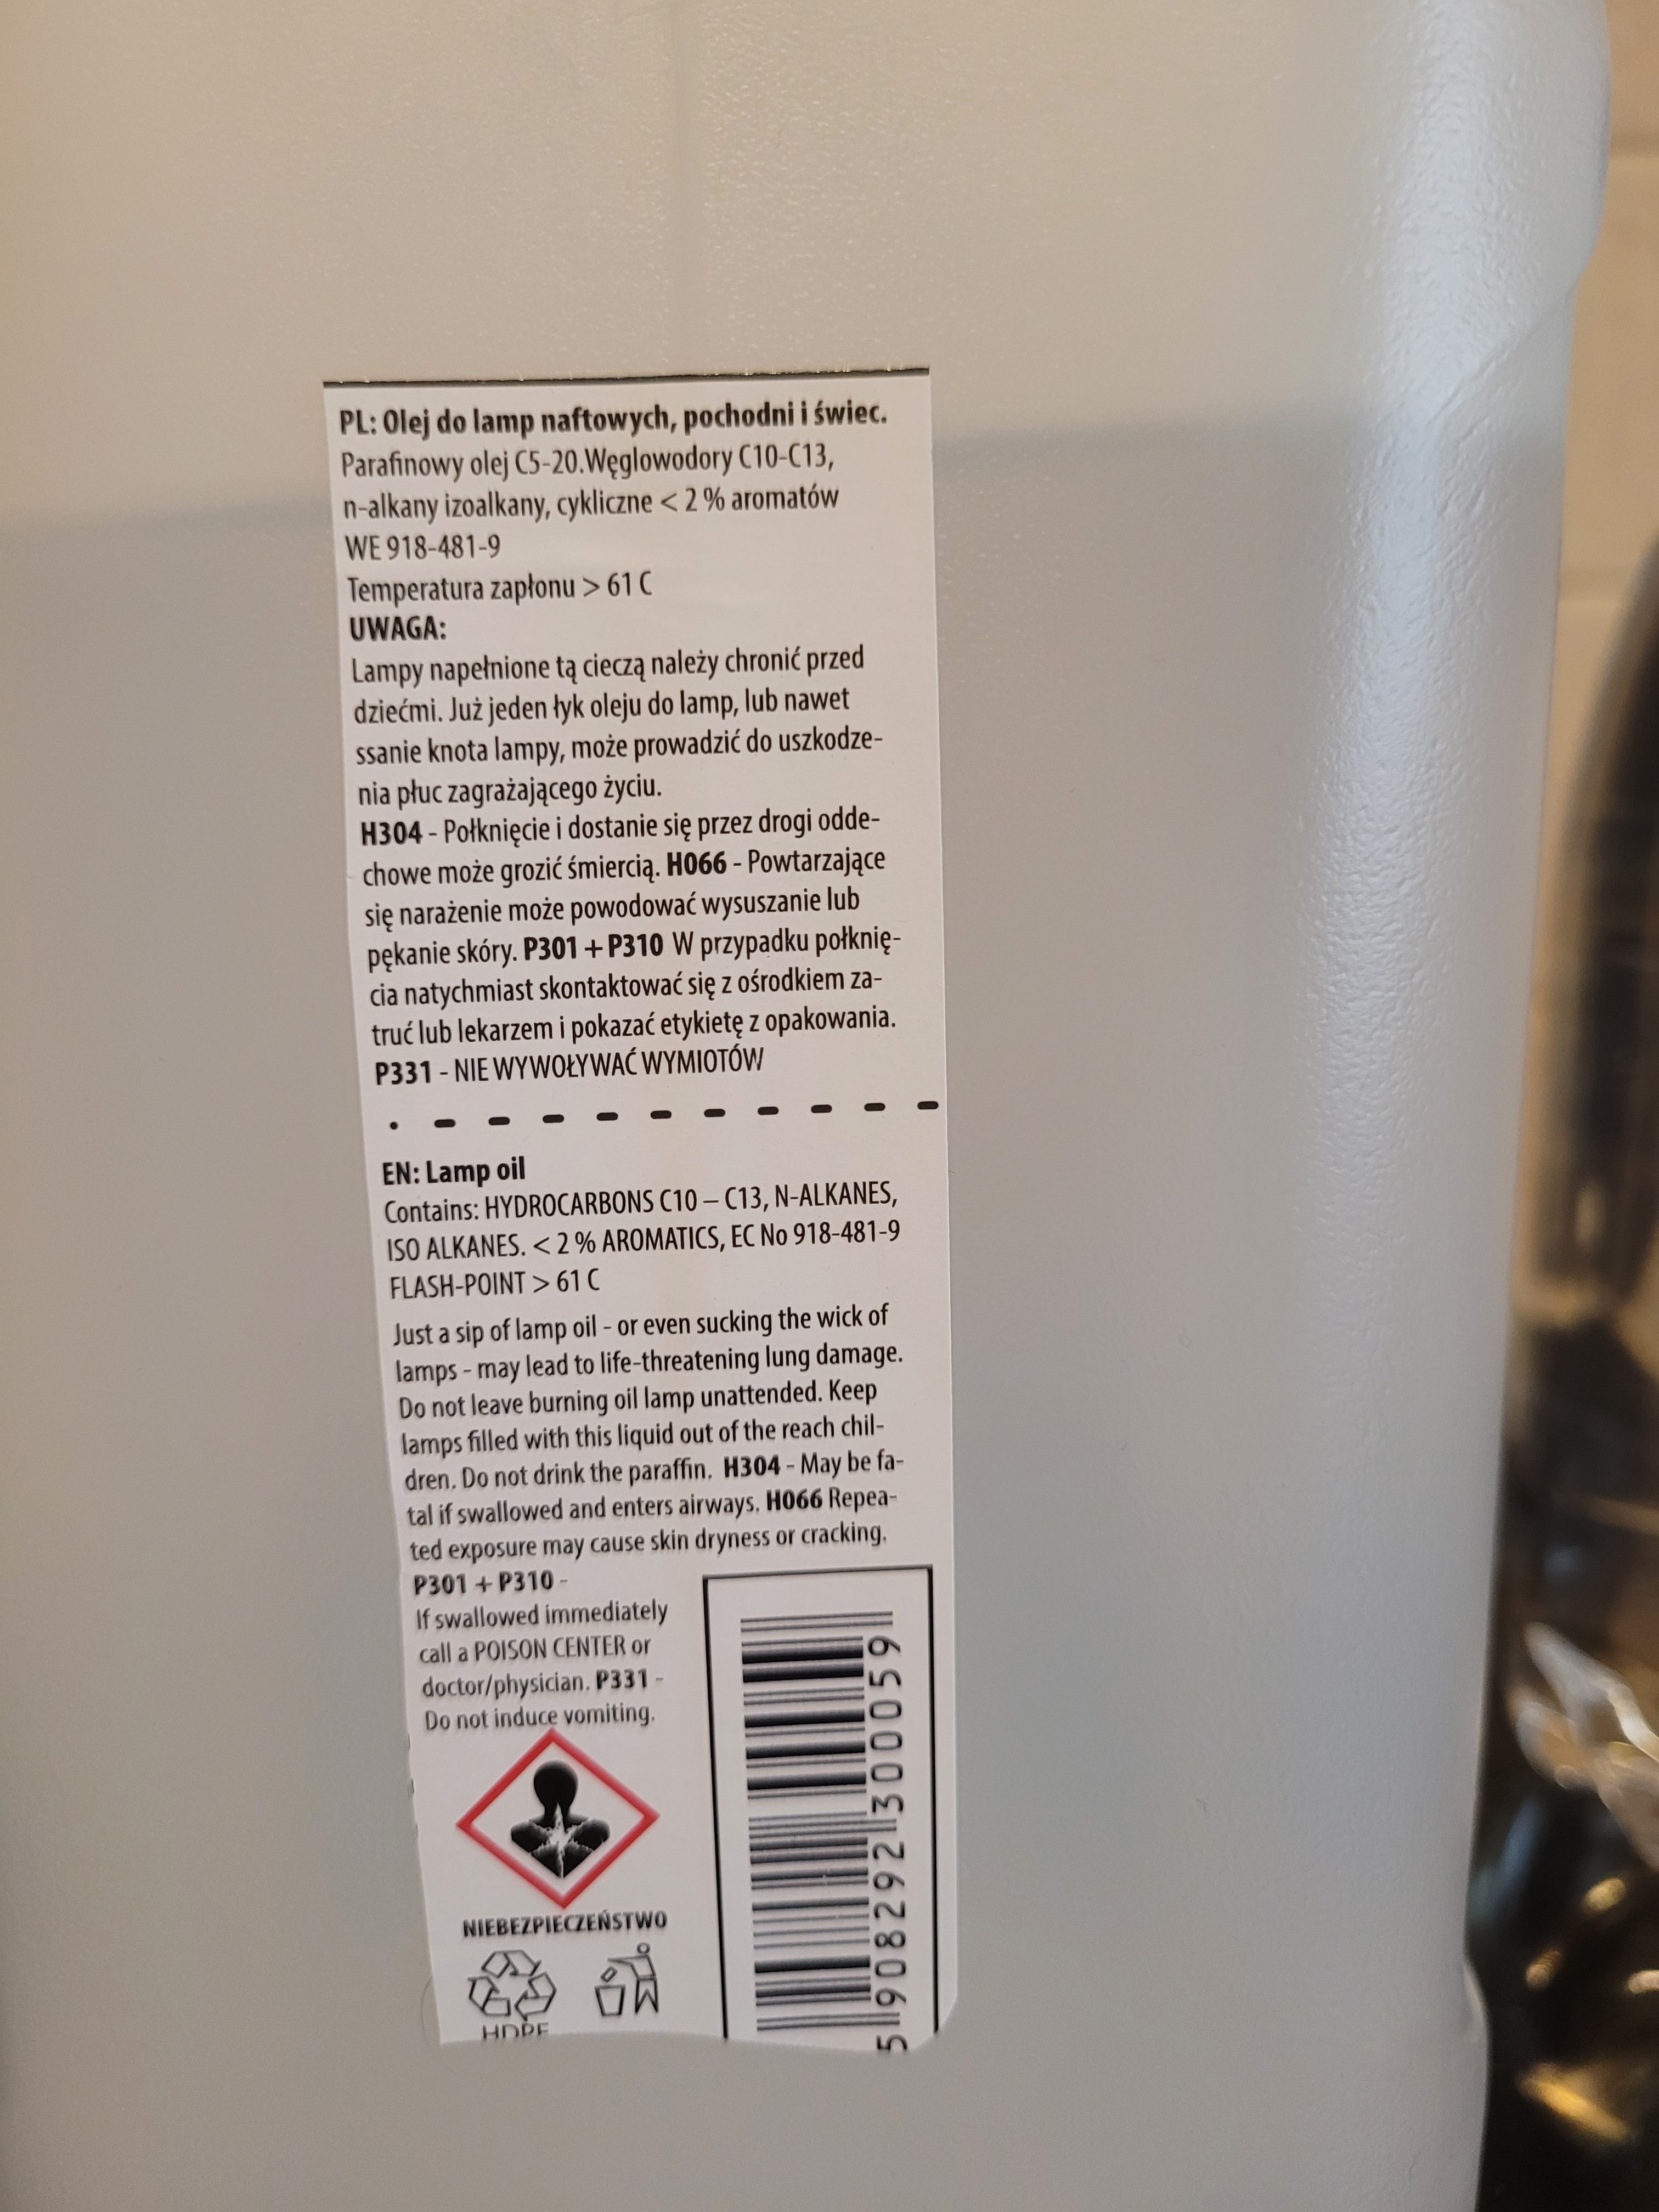 PL: Olej do lamp naftowych, pochodni i świec.
Parafinowy olej C5-20.Węglowodory C10-C13,
n-alkany izoalkany, cykliczne < 2 % aromatów
WE 918-481-9
Temperatura zapłonu > 61 C
UWAGA:
Lampy napełnione tą cieczą należy chronić przed
dziećmi. Już jeden łyk oleju do lamp, lub nawet
ssanie knota lampy, może prowadzić do uszkodze-
nia płuc zagrażającego życiu.
H304 - Połknięcie i dostanie się przez drogi odde-
chowe może grozić śmiercią. H066 - Powtarzające
się narażenie może powodować wysuszanie lub
pękanie skóry. P301 + P310 W przypadku połknię-
cia natychmiast skontaktować się z ośrodkiem za-
truć lub lekarzem i pokazać etykietę z opakowania.
P331 - NIE WYWOŁYWAĆ WYMIOTÓW
EN: Lamp oil
Contains: HYDROCARBONS C10 – C13, N-ALKANES,
ISO ALKANES. < 2 % AROMATICS, EC No 918-481-9
FLASH-POINT > 61 C
Just a sip of lamp oil - or even sucking the wick of
lamps - may lead to life-threatening lung damage.
Do not leave burning oil lamp unattended. Keep
lamps filled with this liquid out of the reach chil-
dren. Do not drink the paraffin. H304 - May be fa-
tal if swallowed and enters airways. H066 Repea-
ted exposure may cause skin dryness or cracking.
P301 + P310 -
If swallowed immediately
call a POISON CENTER or
doctor/physician. P331 -
Do not induce vomiting.
NIEBEZPIECZEŃSTWO
HDPE
5 908292 300059